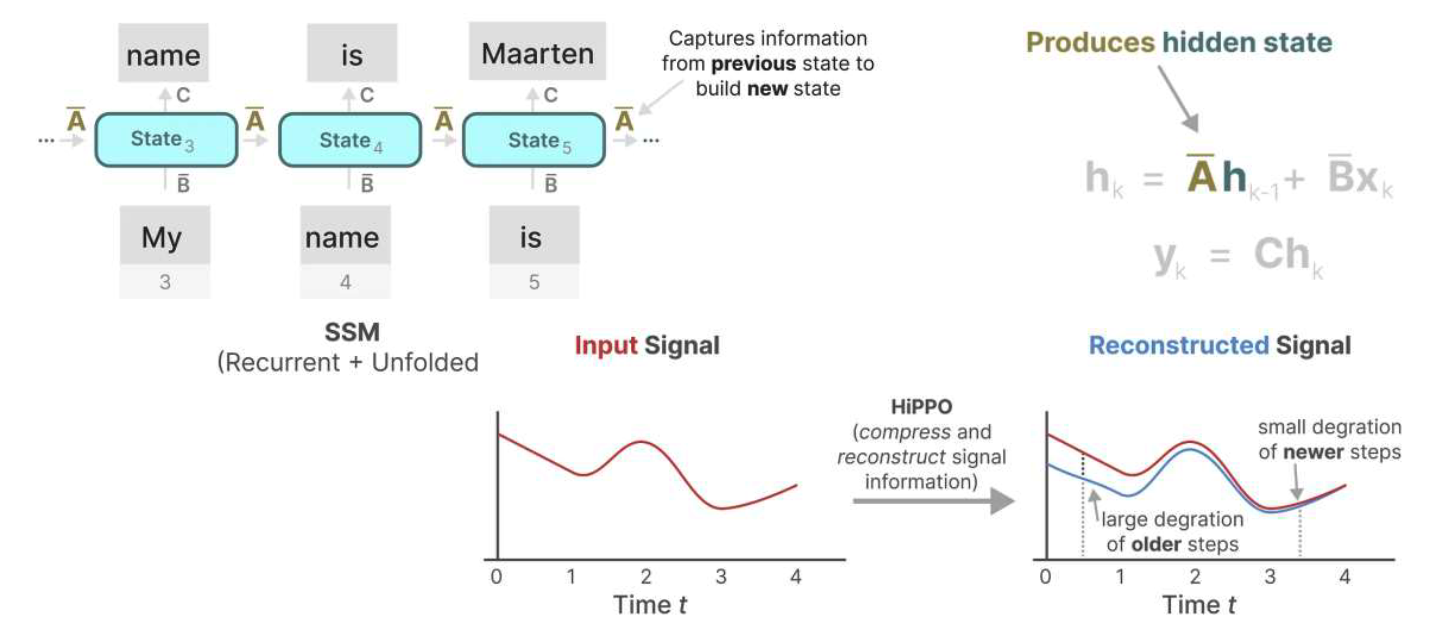 name
is
Maarten
Captures information
from previous state to
build new state
Produces hidden state
C
C
C
A̅
A̅
A̅
A̅
...
State3
State4
State5
...
B̅
B̅
B̅
hk = A̅hk-1+ B̅xk
My
name
is
yk = Chk
3
4
5
SSM
(Recurrent + Unfolded
Input Signal
Reconstructed Signal
HiPPO
(compress and
reconstruct signal
information)
small degration
of newer steps
large degration
of older steps
0 1 2 3 4
Time t
0 1 2 3 4
Time t